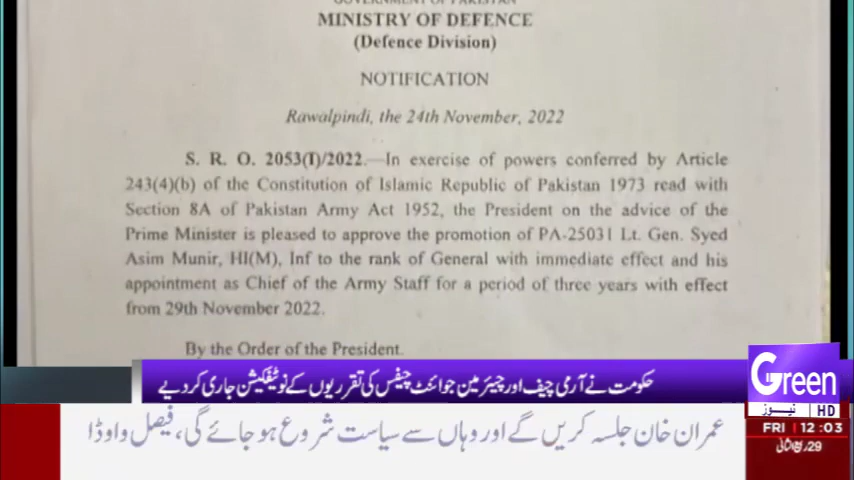 GOVERNMENT OF PAKISTAN
MINISTRY OF DEFENCE
(Defence Division)
NOTIFICATION
Rawalpindi, the 24th November, 2022
S. R. O. 2053(I)/2022.—In exercise of powers conferred by Article
243(4)(b) of the Constitution of Islamic Republic of Pakistan 1973 read with
Section 8A of Pakistan Army Act 1952, the President on the advice of the
Prime Minister is pleased to approve the promotion of PA-25031 Lt. Gen. Syed
Asim Munir, HI(M), Inf to the rank of General with immediate effect and his
appointment as Chief of the Army Staff for a period of three years with effect
from 29th November 2022.
By the Order of the President.
حکومت نے آرمی چیف اور چیئرمین جوائنٹ چیفس کی تقرریوں کے نوٹیفکیشن جاری کر دیے
Green
نیوز HD
عمران خان جلسہ کریں گے اور وہاں سے سیاست شروع ہو جائے گی، فیصل واوڈا
FRI 12:03
29 ربیع الثانی